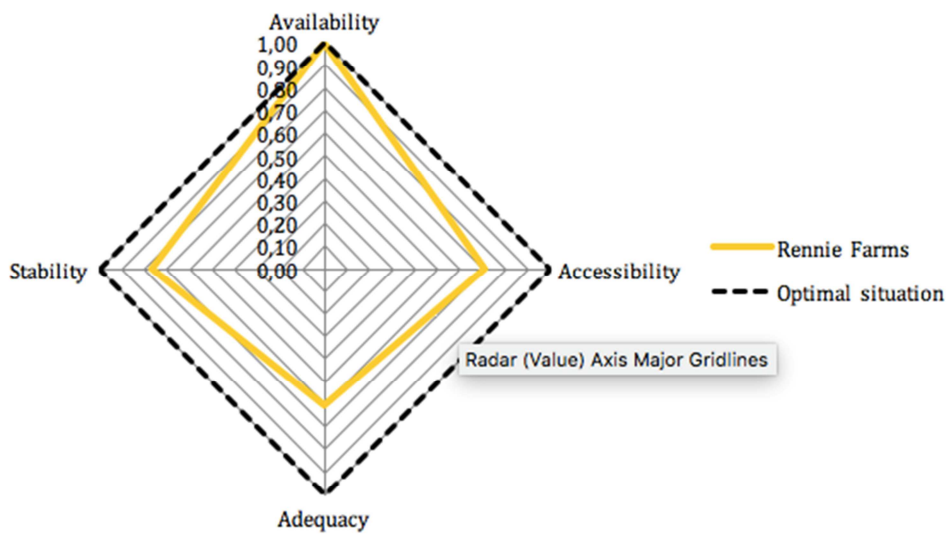 Availability
1,00
0,90
0,80
0,70
0,60
0,50
0,40
0,30
0,20
0,10
0,00
Stability
Accessibility
Adequacy
Rennie Farms
Optimal situation
Radar (Value) Axis Major Gridlines